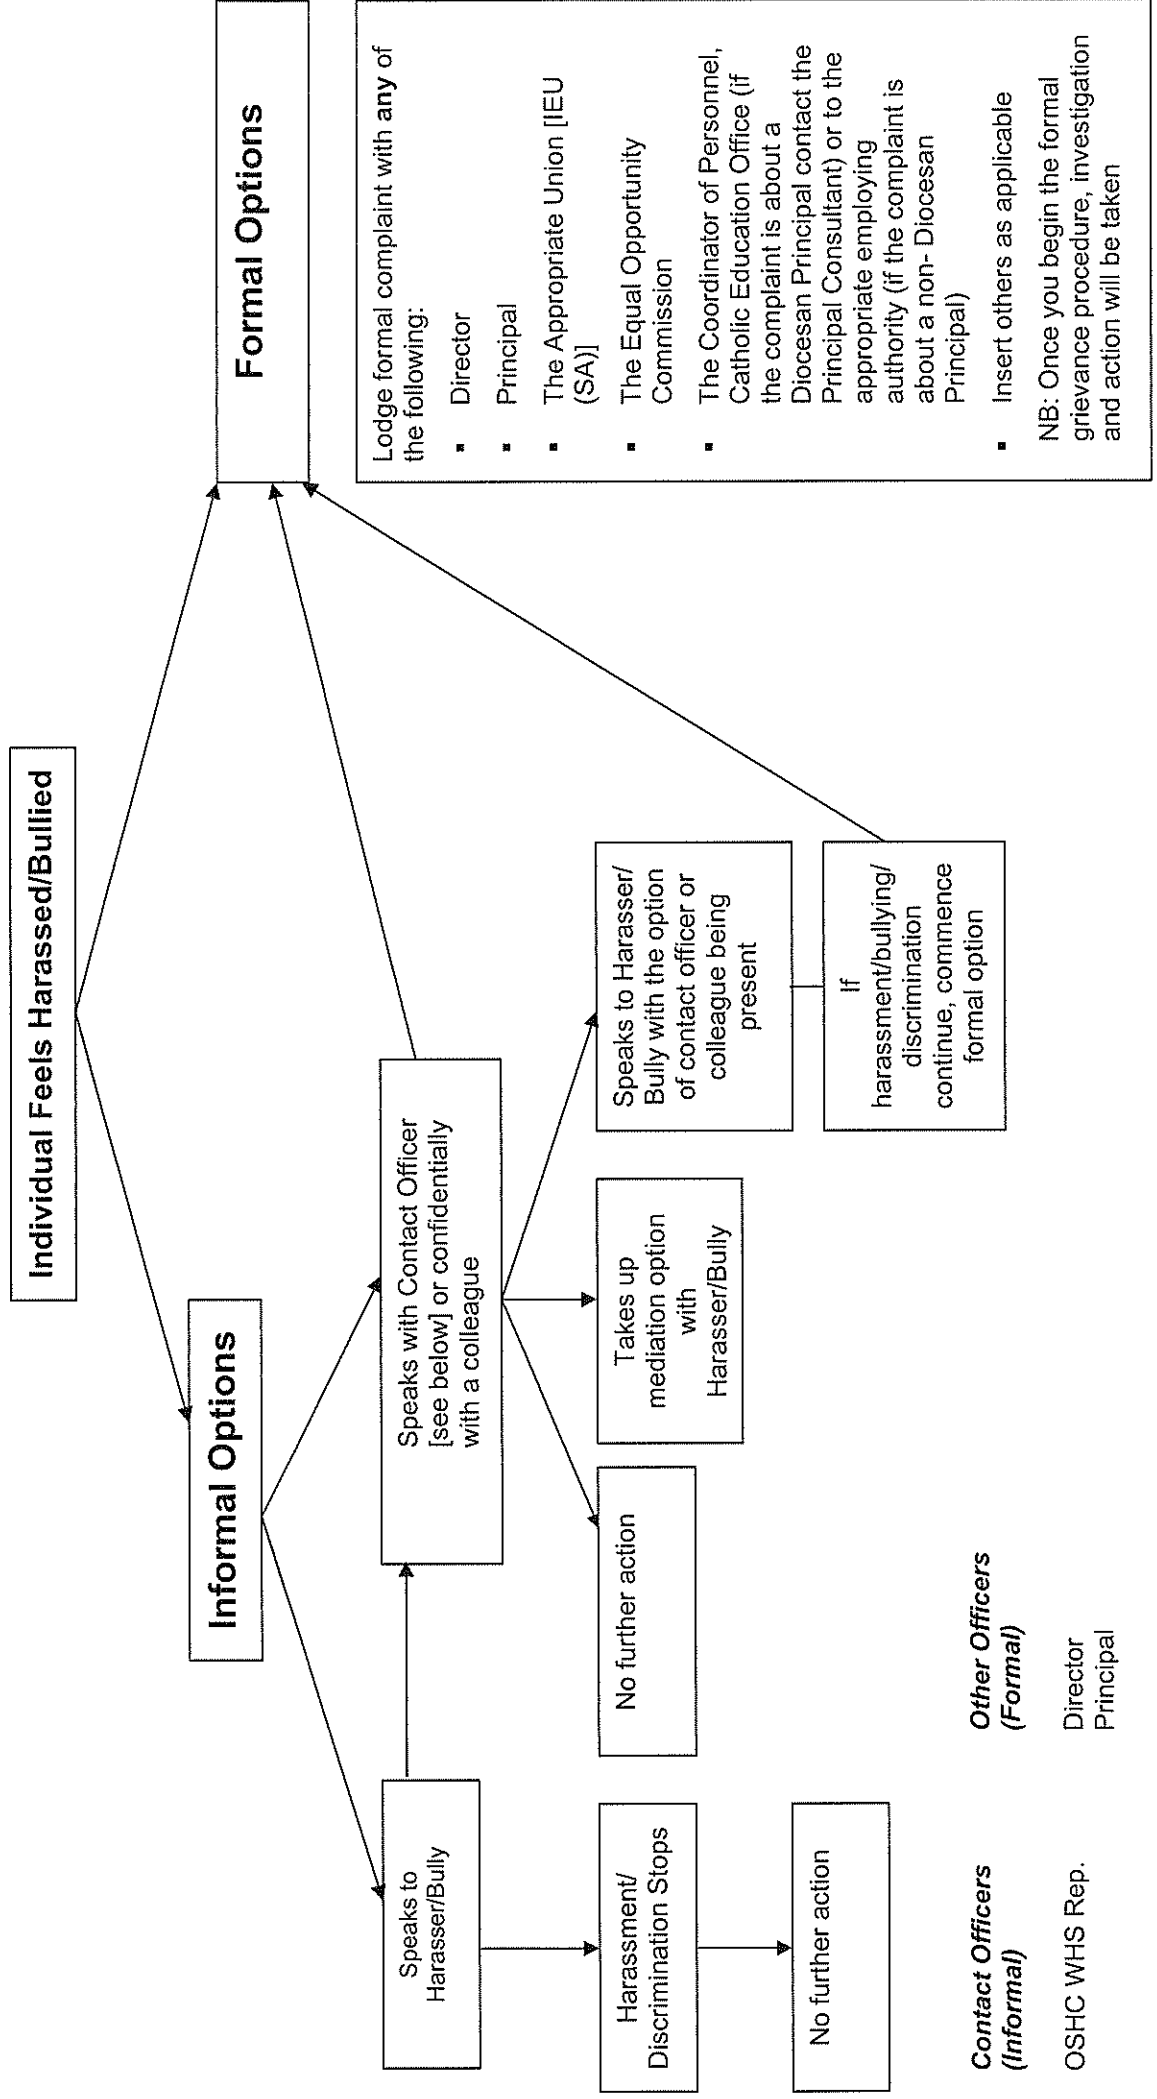 Individual Feels Harassed/Bullied
Informal Options
Formal Options
Speaks to
Harasser/Bully
Speaks with Contact Officer
[see below] or confidentially
with a colleague
Harassment/
Discrimination Stops
No further action
No further action
Takes up
mediation option
with
Harasser/Bully
Speaks to Harasser/
Bully with the option
of contact officer or
colleague being
present
If
harassment/bullying/
discrimination
continue, commence
formal option
Lodge formal complaint with any of
the following:
▪ Director
▪ Principal
▪ The Appropriate Union [IEU
(SA)]
▪ The Equal Opportunity
Commission
▪ The Coordinator of Personnel,
Catholic Education Office (if
the complaint is about a
Diocesan Principal contact the
Principal Consultant) or to the
appropriate employing
authority (if the complaint is
about a non- Diocesan
Principal)
▪ Insert others as applicable
NB: Once you begin the formal
grievance procedure, investigation
and action will be taken
Contact Officers
(Informal)
OSHC WHS Rep.
Other Officers
(Formal)
Director
Principal